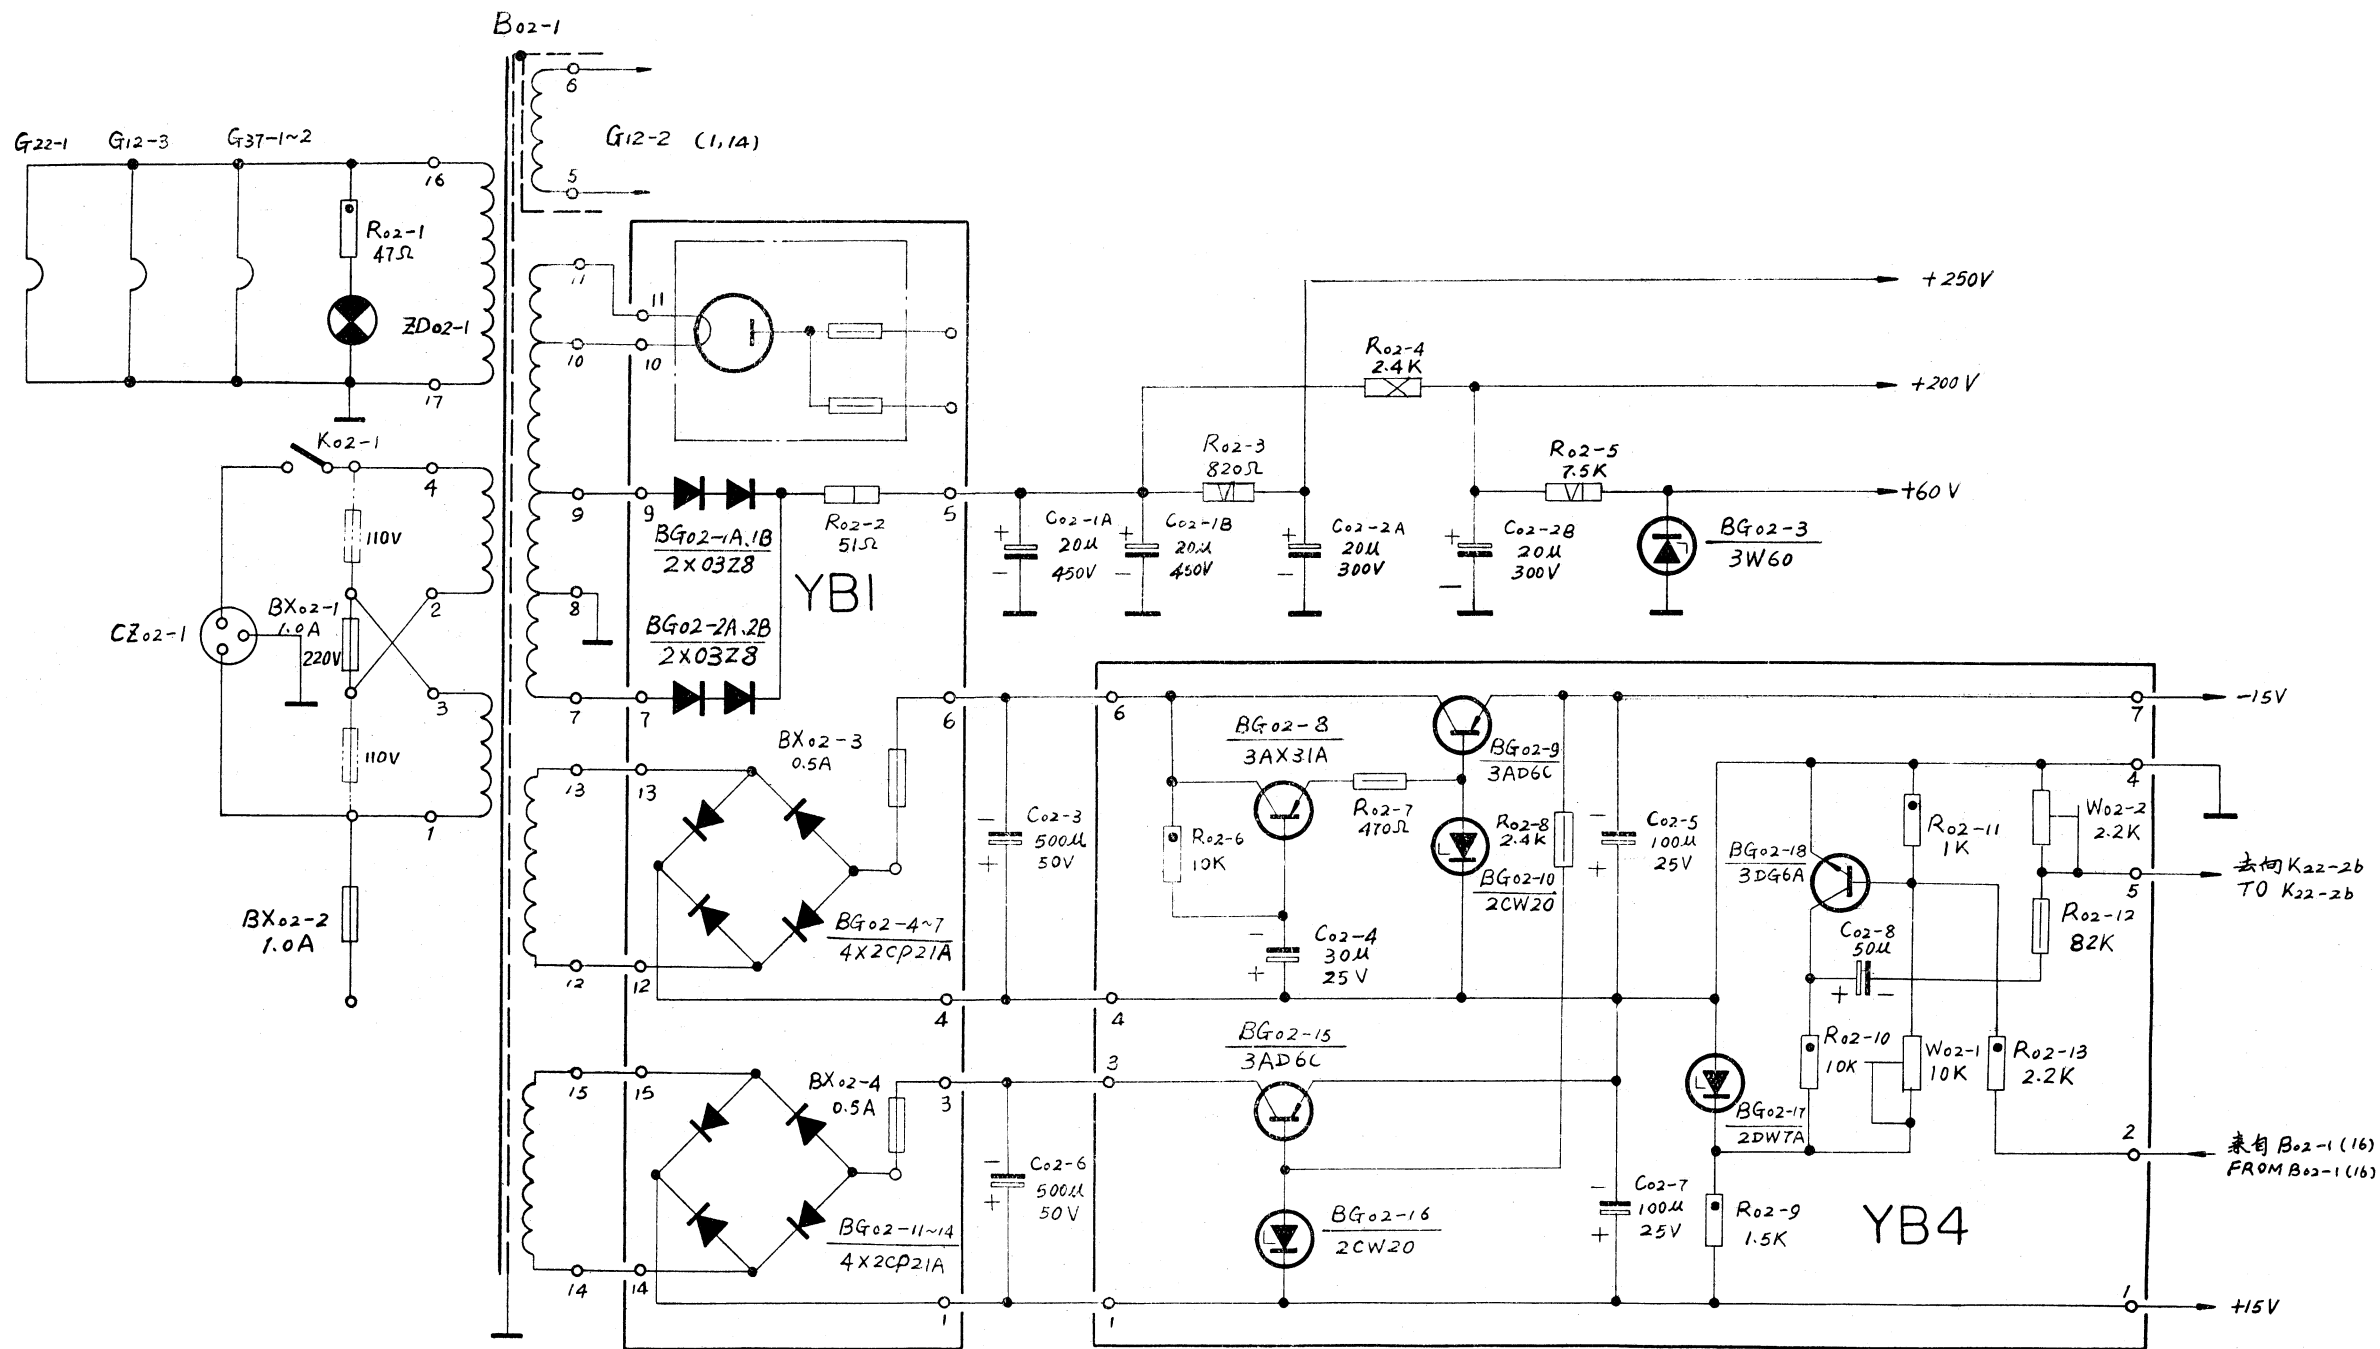 B02-1
6
G22-1
G12-3
G37-1~2
G12-2 (1,14)
16
5
R02-1
47Ω
ZD02-1
11
11
10
10
+250V
R02-4
2.4K
+200V
17
K02-1
4
R02-3
820Ω
R02-5
7.5K
+60V
9
9
BG02-1A.1B
2X03Z8
R02-2
51Ω
5
C02-1A
+
20μ
450V
-
C02-1B
+
20μ
450V
-
C02-2A
+
20μ
300V
-
C02-2B
+
20μ
300V
-
BG02-3
3W60
110V
YB1
BX02-1
1.0A
2
8
CZ02-1
220V
BG02-2A.2B
2X03Z8
3
7
7
6
6
7
-15V
110V
BX02-3
0.5A
BG02-8
3AX31A
BG02-9
3AD6C
13
13
4
1
C02-3
-
500μ
50V
+
R02-6
10K
R02-7
470Ω
R02-8
2.4K
C02-5
-
100μ
25V
+
R02-11
1K
W02-2
2.2K
BG02-18
3DG6A
5
去向K22-2b
TO K22-2b
BX02-2
1.0A
BG02-4~7
4X2CP21A
BG02-10
2CW20
C02-4
-
30μ
25V
+
C02-8
50μ
+
-
R02-12
82K
12
12
4
4
BG02-15
3AD6C
R02-10
10K
W02-1
10K
R02-13
2.2K
15
15
BX02-4
0.5A
3
3
BG02-17
2DW7A
2
来自B02-1(16)
FROM B02-1(16)
C02-6
-
500μ
50V
+
C02-7
-
100μ
25V
+
R02-9
1.5K
YB4
BG02-11~14
4X2CP21A
BG02-16
2CW20
14
14
1
1
1
+15V